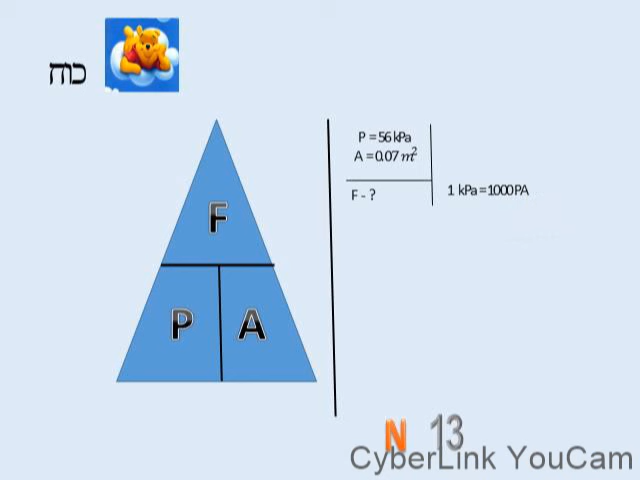 כוח
F
P A
P = 56 kPa
A = 0.07 m²
F - ?
1 kPa = 1000 PA
N 13
CyberLink YouCam